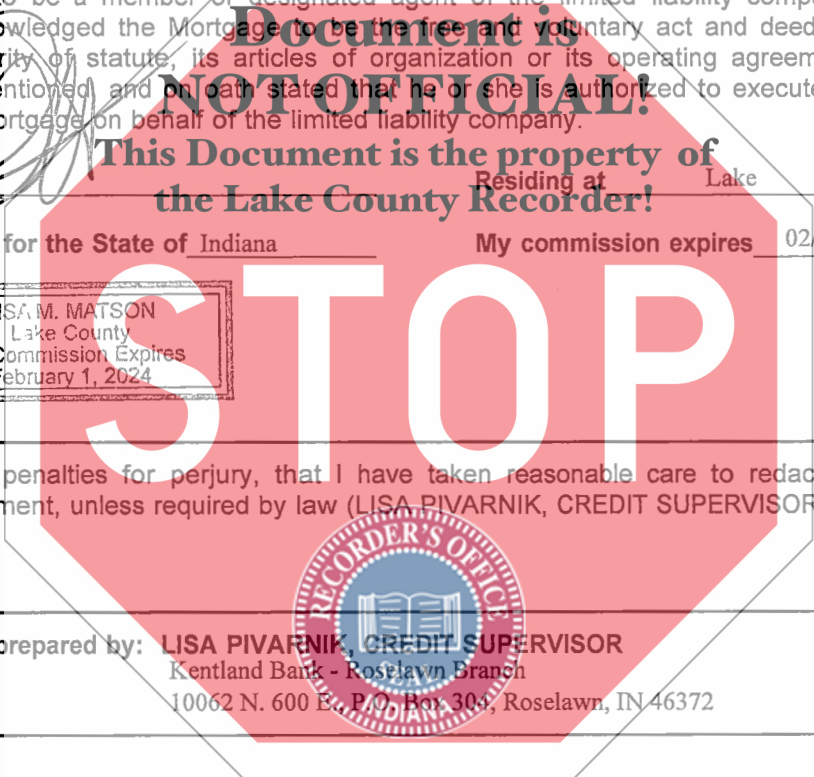 to be a member or designated agent of the limited liability comp
owledged the Mortgage to be the free and voluntary act and deed
rity of statute, its articles of organization or its operating agreem
entioned, and on oath stated that he or she is authorized to execute
ortgage on behalf of the limited liability company.
Document is
NOT OFFICIAL!
This Document is the property of
the Lake County Recorder!
Residing at Lake
for the State of Indiana My commission expires 02/
STOP
SA M. MATSON
Lake County
Commission Expires
February 1, 2024
penalties for perjury, that I have taken reasonable care to redac
ment, unless required by law (LISA PIVARNIK, CREDIT SUPERVISOR
RECORDER'S OFFICE
SEAL
INDIANA
prepared by: LISA PIVARNIK, CREDIT SUPERVISOR
Kentland Bank - Roselawn Branch
10062 N. 600 E., P.O. Box 304, Roselawn, IN 46372